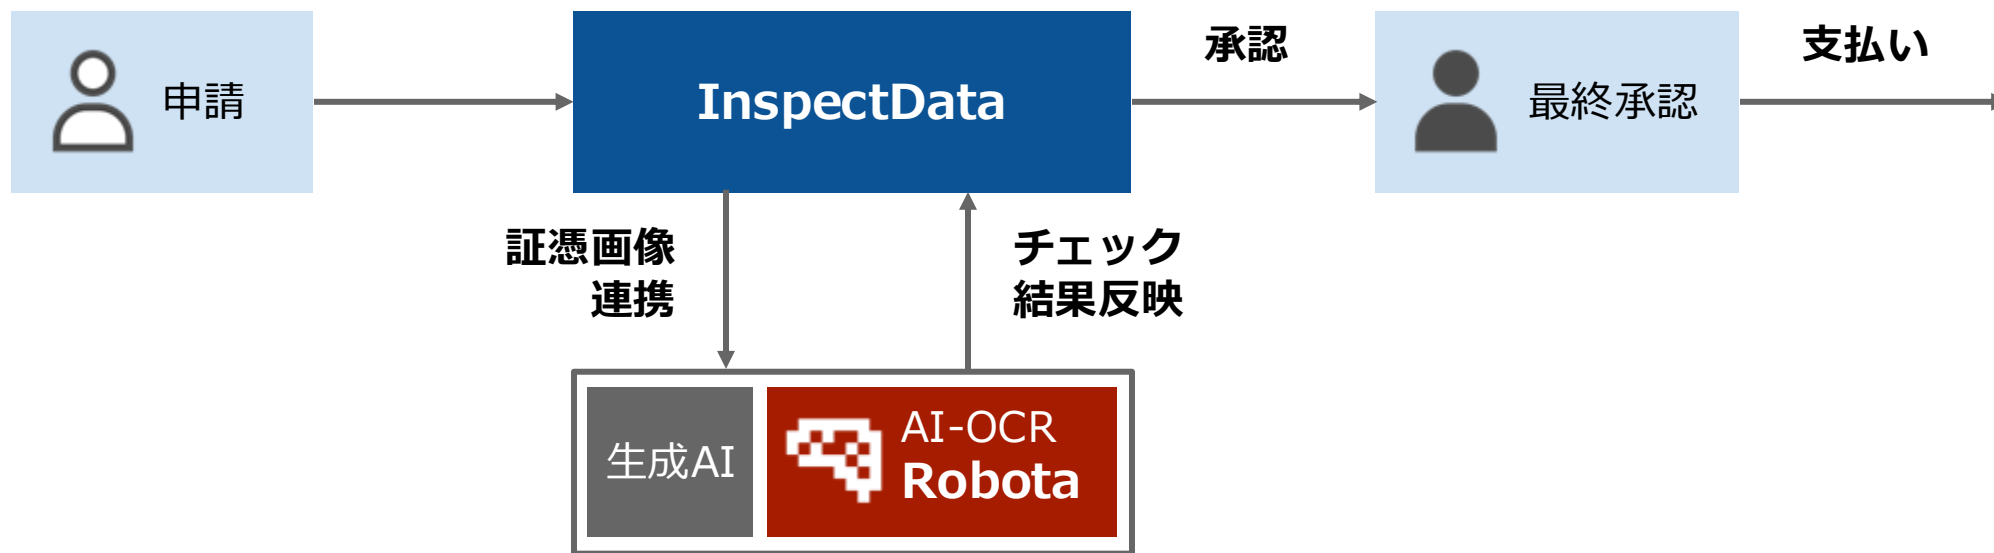 申請
InspectData
承認
最終承認
支払い
証憑画像
連携
チェック
結果反映
生成AI
AI-OCR
Robota